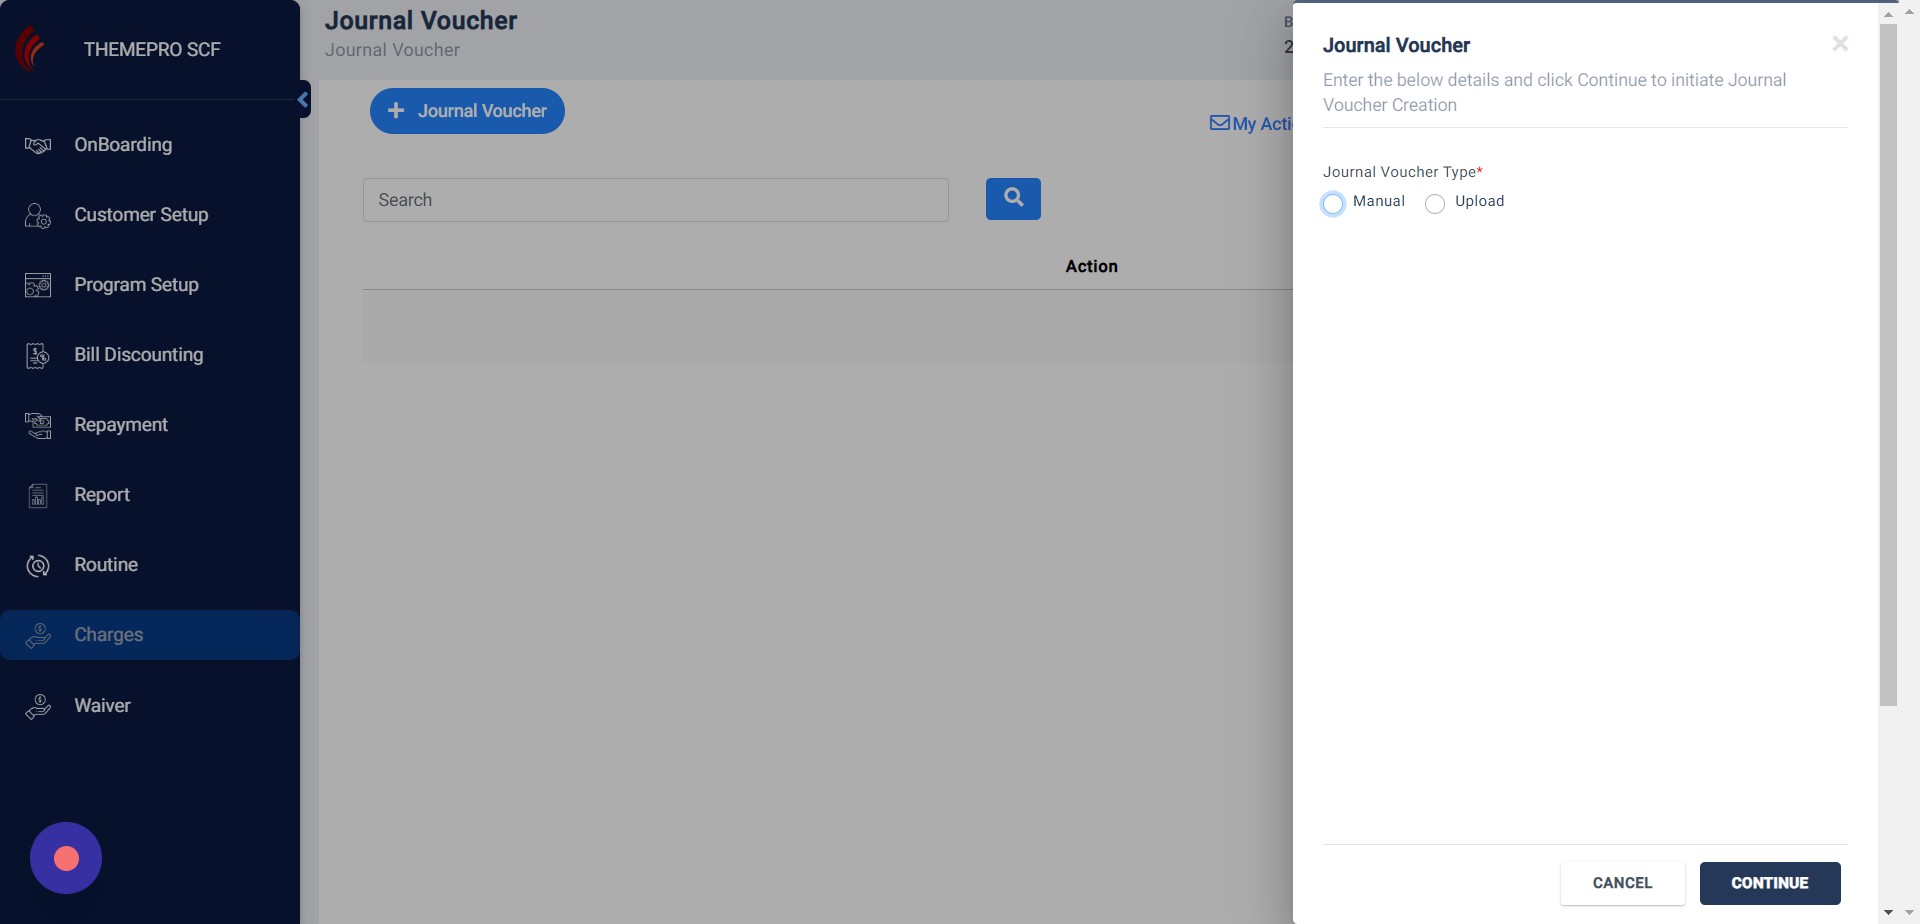 THEMEPRO SCF
OnBoarding
Customer Setup
Program Setup
Bill Discounting
Repayment
Report
Routine
Charges
Waiver
Journal Voucher
Journal Voucher
Journal Voucher
My Acti
Search
Action
B
2
Journal Voucher
Enter the below details and click Continue to initiate Journal
Voucher Creation
Journal Voucher Type*
Manual Upload
CANCEL CONTINUE